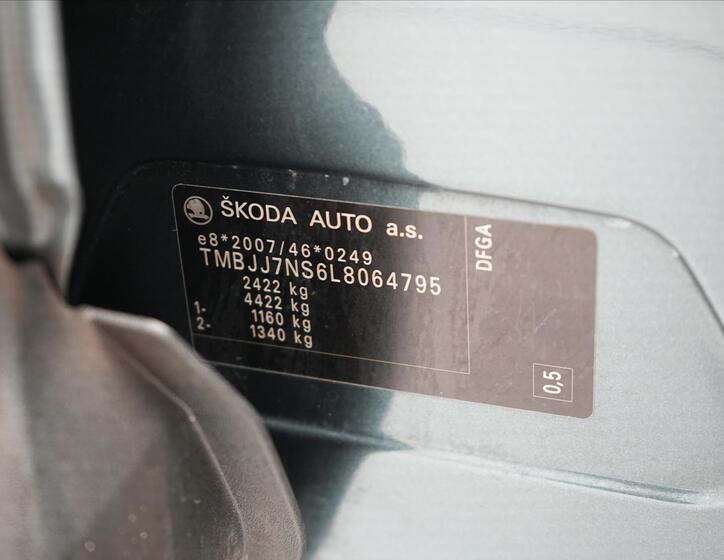 ŠKODA AUTO a.s.
e8*2007/46*0249
TMBJJ7NS6L8064795
2422 kg
4422 kg
1- 1160 kg
2- 1340 kg
DFGA
0,5